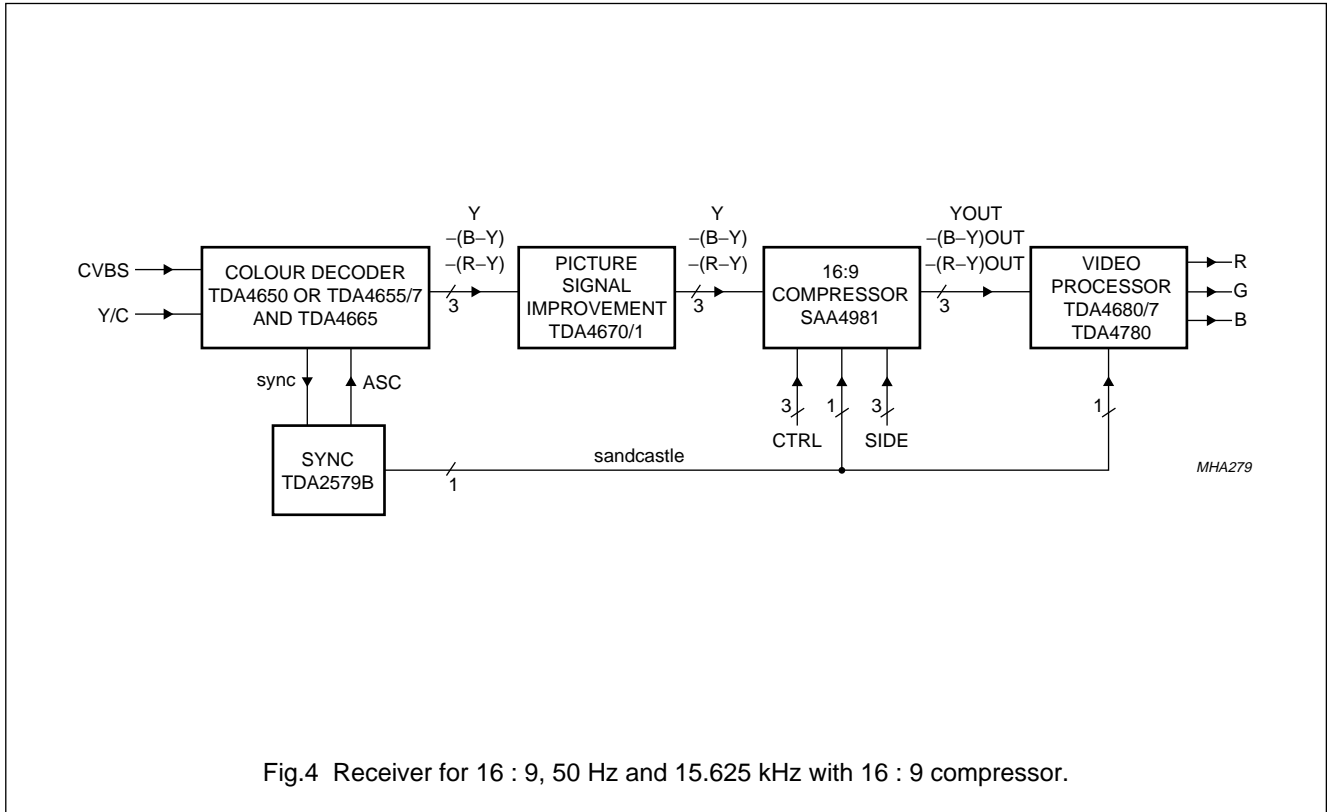 CVBS
Y/C
COLOUR DECODER
TDA4650 OR TDA4655/7
AND TDA4665
Y
−(B−Y)
−(R−Y)
3
PICTURE
SIGNAL
IMPROVEMENT
TDA4670/1
Y
−(B−Y)
−(R−Y)
3
16:9
COMPRESSOR
SAA4981
YOUT
−(B−Y)OUT
−(R−Y)OUT
3
VIDEO
PROCESSOR
TDA4680/7
TDA4780
R
G
B
sync
ASC
3
1
3
1
CTRL
SIDE
SYNC
TDA2579B
1
sandcastle
MHA279
Fig.4 Receiver for 16 : 9, 50 Hz and 15.625 kHz with 16 : 9 compressor.